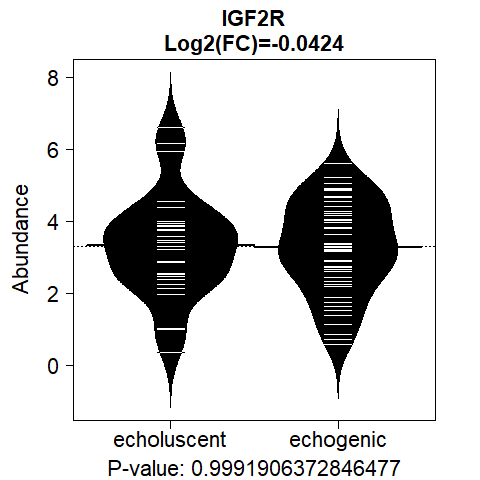 IGF2R
Log2(FC)=-0.0424
Abundance
8
6
4
2
0
echoluscent
echogenic
P-value: 0.9991906372846477